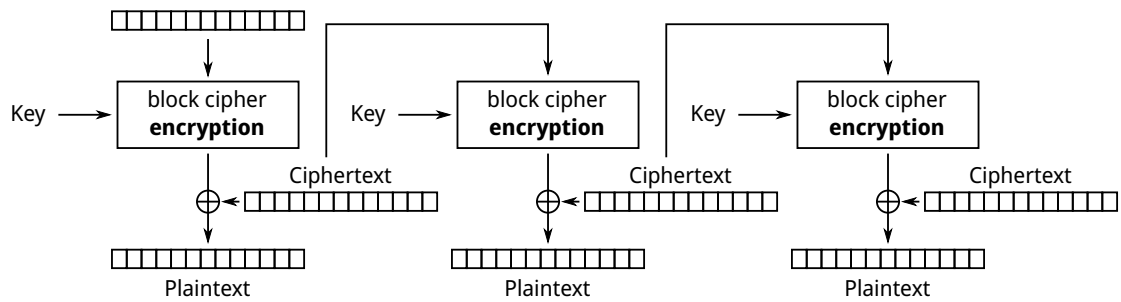 block cipher
encryption
Key
Ciphertext
Plaintext
block cipher
encryption
Key
Ciphertext
Plaintext
block cipher
encryption
Key
Ciphertext
Plaintext